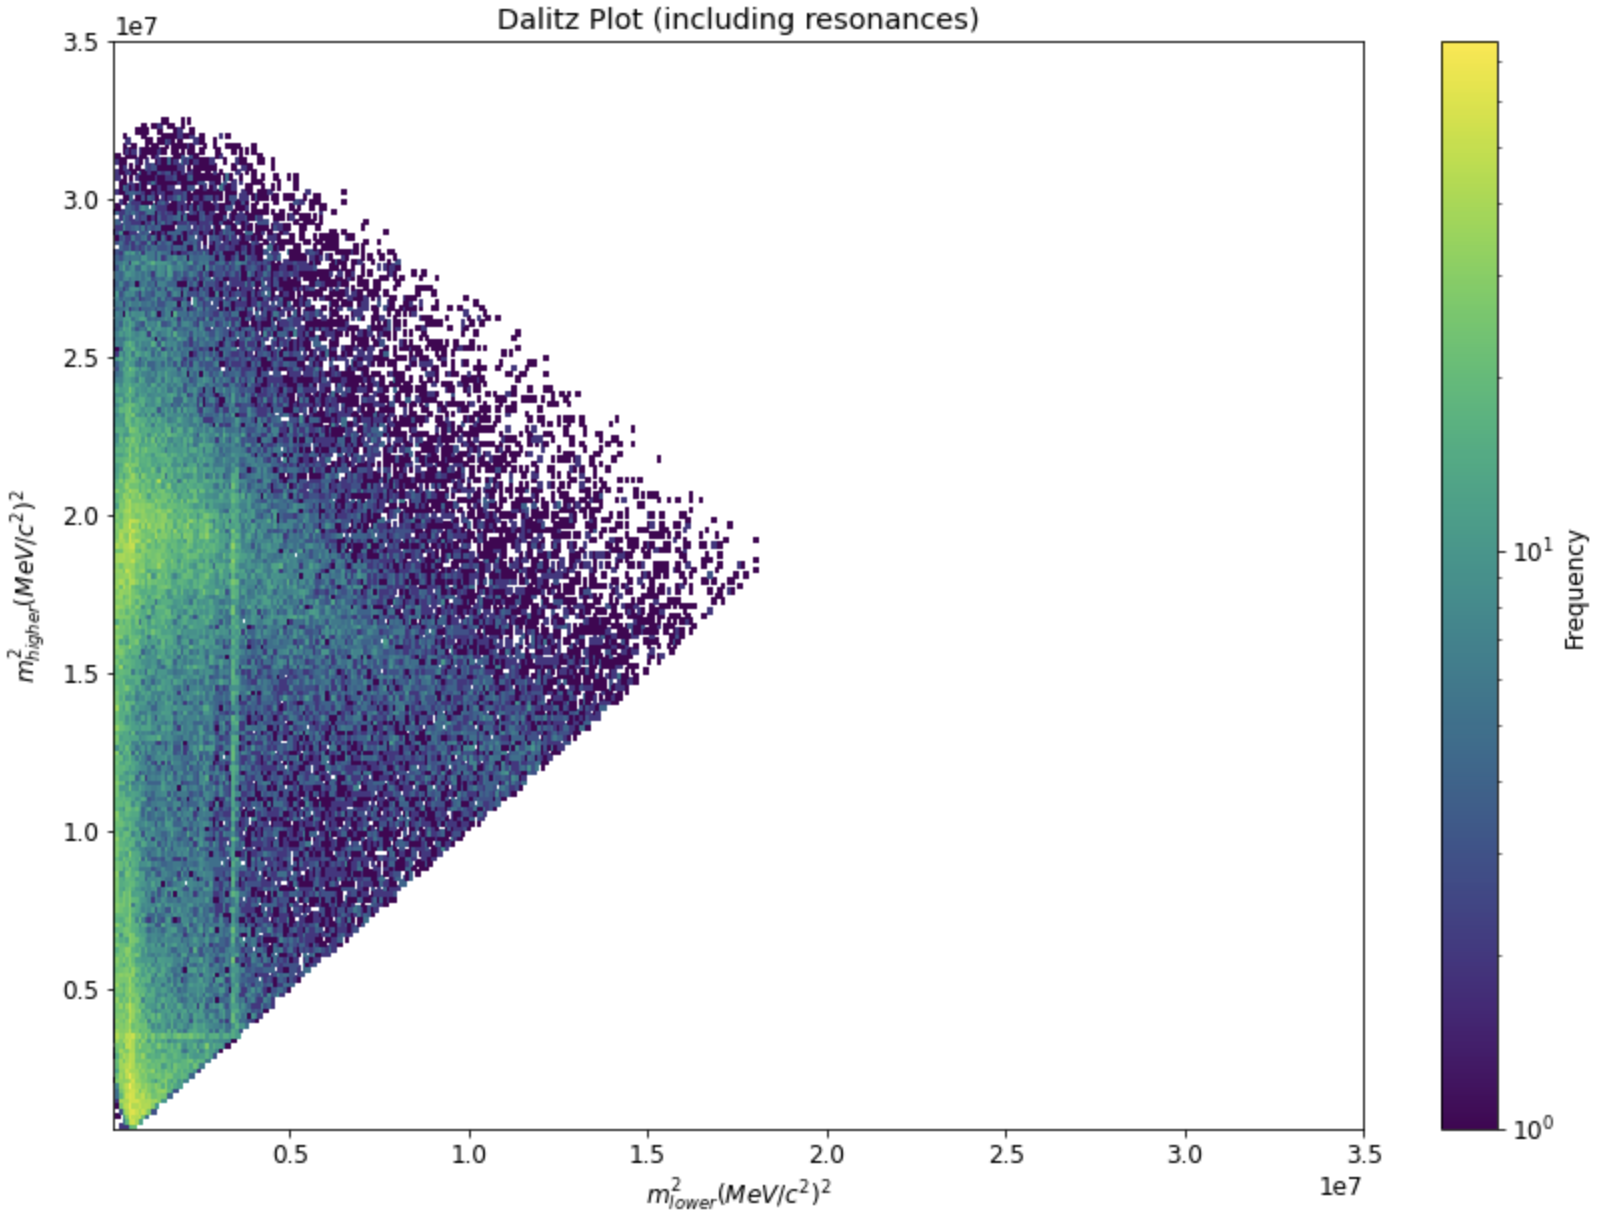 Dalitz Plot (including resonances)
1e7
3.5
3.0
2.5
2.0
1.5
1.0
0.5
m²_higher(MeV/c²)²
0.5 1.0 1.5 2.0 2.5 3.0 3.5
1e7
m²_lower(MeV/c²)²
10¹
10⁰
Frequency